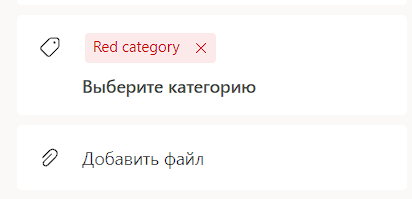 Red category
Выберите категорию
Добавить файл